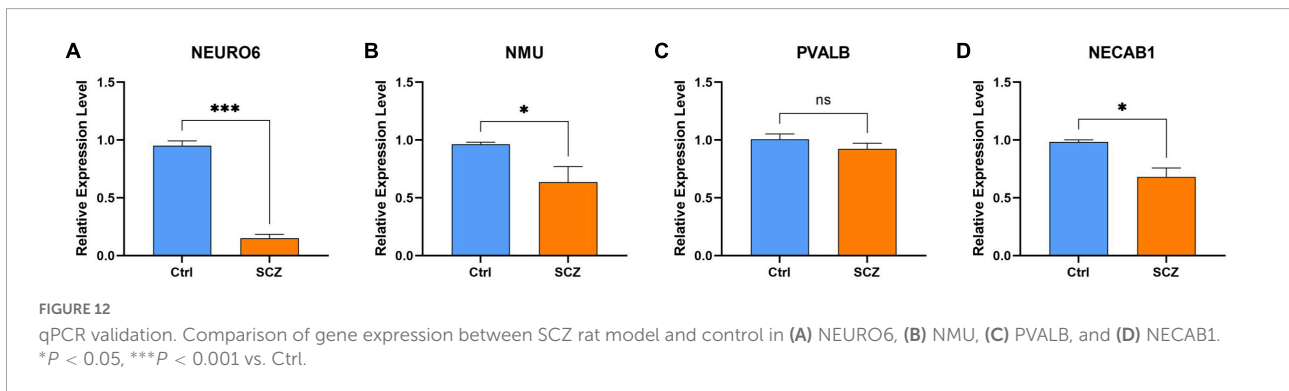 A
NEURO6
Relative Expression Level
1.5
1.0
0.5
0.0
***
Ctrl
SCZ
B
NMU
Relative Expression Level
1.5
1.0
0.5
0.0
*
Ctrl
SCZ
C
PVALB
Relative Expression Level
1.5
1.0
0.5
0.0
ns
Ctrl
SCZ
D
NECAB1
Relative Expression Level
1.5
1.0
0.5
0.0
*
Ctrl
SCZ
FIGURE 12
qPCR validation. Comparison of gene expression between SCZ rat model and control in (A) NEURO6, (B) NMU, (C) PVALB, and (D) NECAB1.
*P < 0.05, ***P < 0.001 vs. Ctrl.